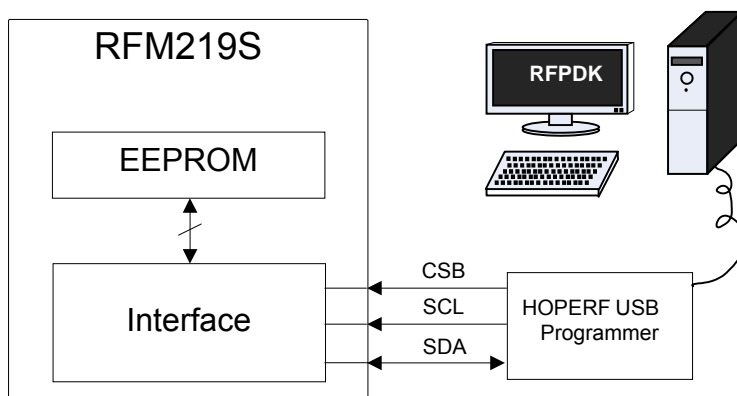 RFM219S
RFPDK
EEPROM
Interface
CSB
SCL
SDA
HOPERF USB
Programmer